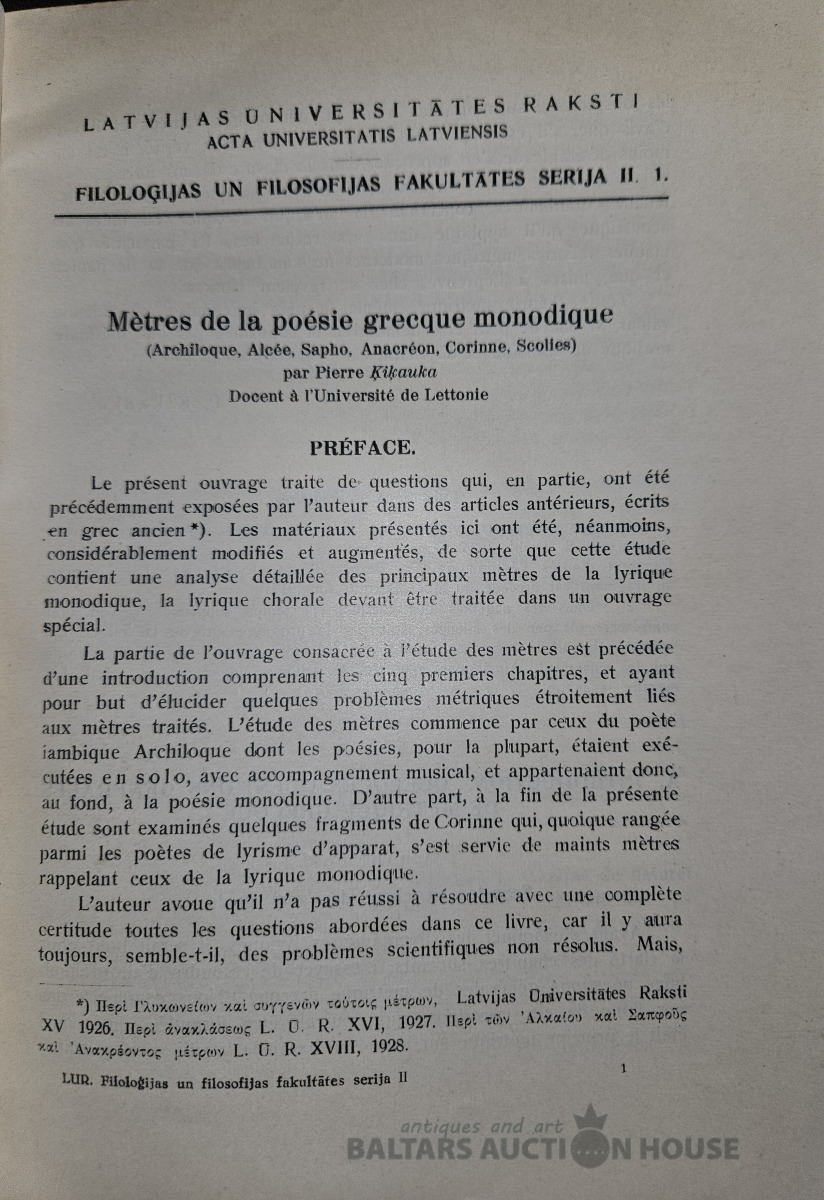 LATVIJAS ŪNIVERSITĀTES RAKSTI
ACTA UNIVERSITATIS LATVIENSIS
FILOLOĢIJAS UN FILOSOFIJAS FAKULTĀTES SERIJA II. 1.
Mètres de la poésie grecque monodique
(Archiloque, Alcée, Sapho, Anacréon, Corinne, Scolies)
par Pierre Ķiķauka
Docent à l'Université de Lettonie
PRÉFACE.
Le présent ouvrage traite de questions qui, en partie, ont été
précédemment exposées par l'auteur dans des articles antérieurs, écrits
en grec ancien*). Les matériaux présentés ici ont été, néanmoins,
considérablement modifiés et augmentés, de sorte que cette étude
contient une analyse détaillée des principaux mètres de la lyrique
monodique, la lyrique chorale devant être traitée dans un ouvrage
spécial.
La partie de l'ouvrage consacrée à l'étude des mètres est précédée
d'une introduction comprenant les cinq premiers chapitres, et ayant
pour but d'élucider quelques problèmes métriques étroitement liés
aux mètres traités. L'étude des mètres commence par ceux du poète
iambique Archiloque dont les poésies, pour la plupart, étaient exé-
cutées en solo, avec accompagnement musical, et appartenaient donc,
au fond, à la poésie monodique. D'autre part, à la fin de la présente
étude sont examinés quelques fragments de Corinne qui, quoique rangée
parmi les poètes de lyrisme d'apparat, s'est servie de maints mètres
rappelant ceux de la lyrique monodique.
L'auteur avoue qu'il n'a pas réussi à résoudre avec une complète
certitude toutes les questions abordées dans ce livre, car il y aura
toujours, semble-t-il, des problèmes scientifiques non résolus. Mais,
*) Περὶ Γλυκωνείων καὶ συγγενῶν τούτοις μέτρων, Latvijas Ūniversitātes Raksti
XV 1926. Περὶ ἀνακλάσεως L. Ū. R. XVI, 1927. Περὶ τῶν Ἀλκαίου καὶ Σαπφοῦς
καὶ Ἀνακρέοντος μέτρων L. Ū. R. XVIII, 1928.
LUR. Filoloģijas un filosofijas fakultātes serija II
1
antiques and art
BALTARS AUCTION HOUSE